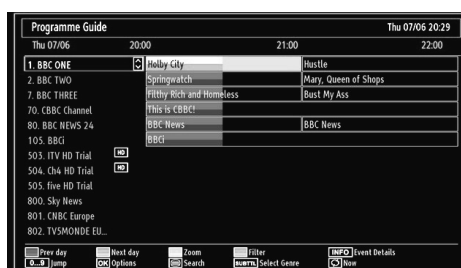 Programme Guide Thu 07/06 20:29
Thu 07/06 20:00 21:00 22:00
1. BBC ONE Holby City Hustle
2. BBC TWO Springwatch Mary, Queen of Shops
7. BBC THREE Filthy Rich and Homeless Bust My Ass
70. CBBC Channel This is CBBC!
80. BBC NEWS 24 BBC News BBC News
105. BBCi BBCi
503. ITV HD Trial HD
504. Ch4 HD Trial HD
505. five HD Trial
800. Sky News
801. CNBC Europe
802. TV5MONDE EU...
Prev day Next day Zoom Filter INFO Event Details
0...9 Jump OK Options Search SUBTTL Select Genre Now